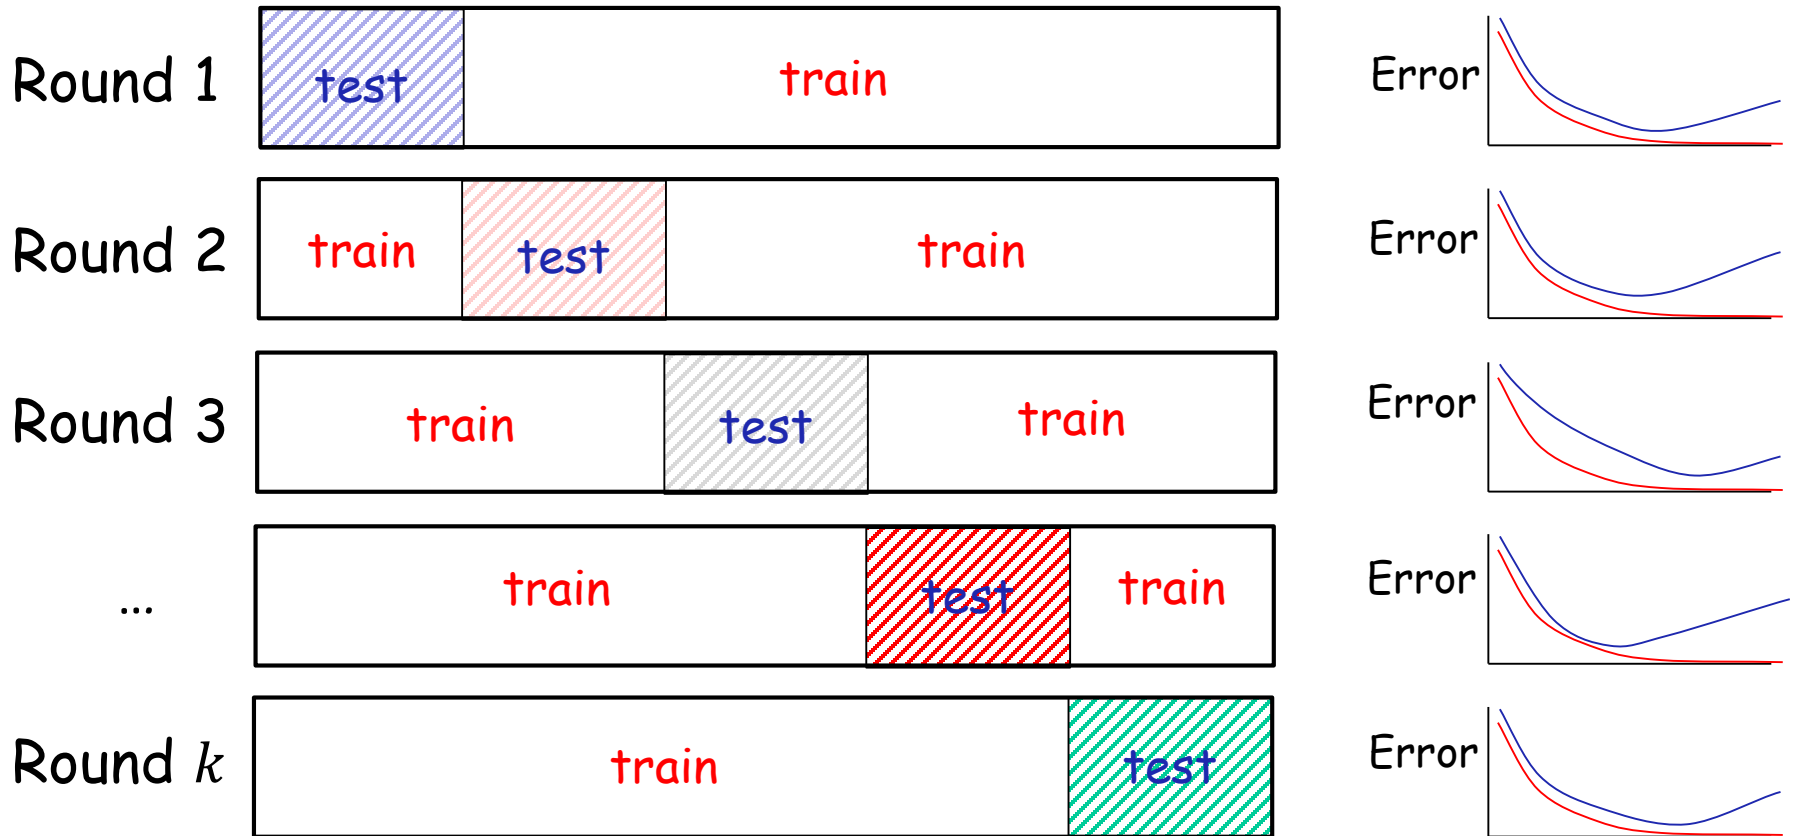 Round 1 test train Error
Round 2 train test train Error
Round 3 train test train Error
... train test train Error
Round k train test Error